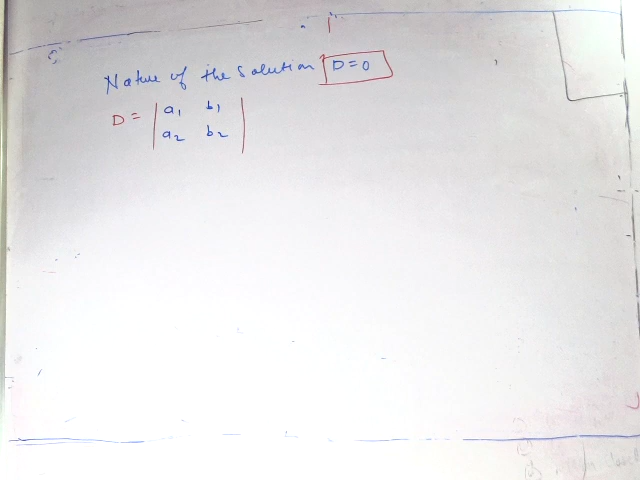 Nature of the Solution D=0
D = | a1 b1 |
a2 b2